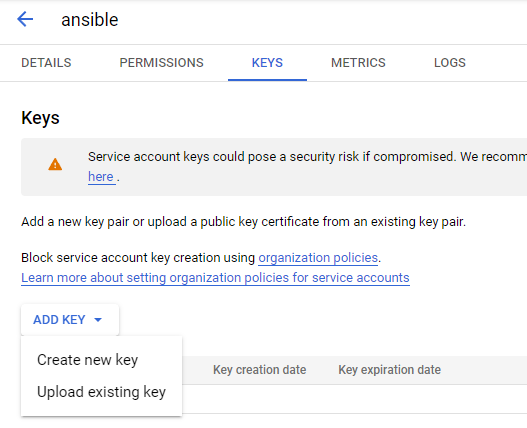 ansible
DETAILS PERMISSIONS KEYS METRICS LOGS
Keys
Service account keys could pose a security risk if compromised. We recomm
here .
Add a new key pair or upload a public key certificate from an existing key pair.
Block service account key creation using organization policies.
Learn more about setting organization policies for service accounts
ADD KEY
Create new key
Upload existing key
Key creation date Key expiration date